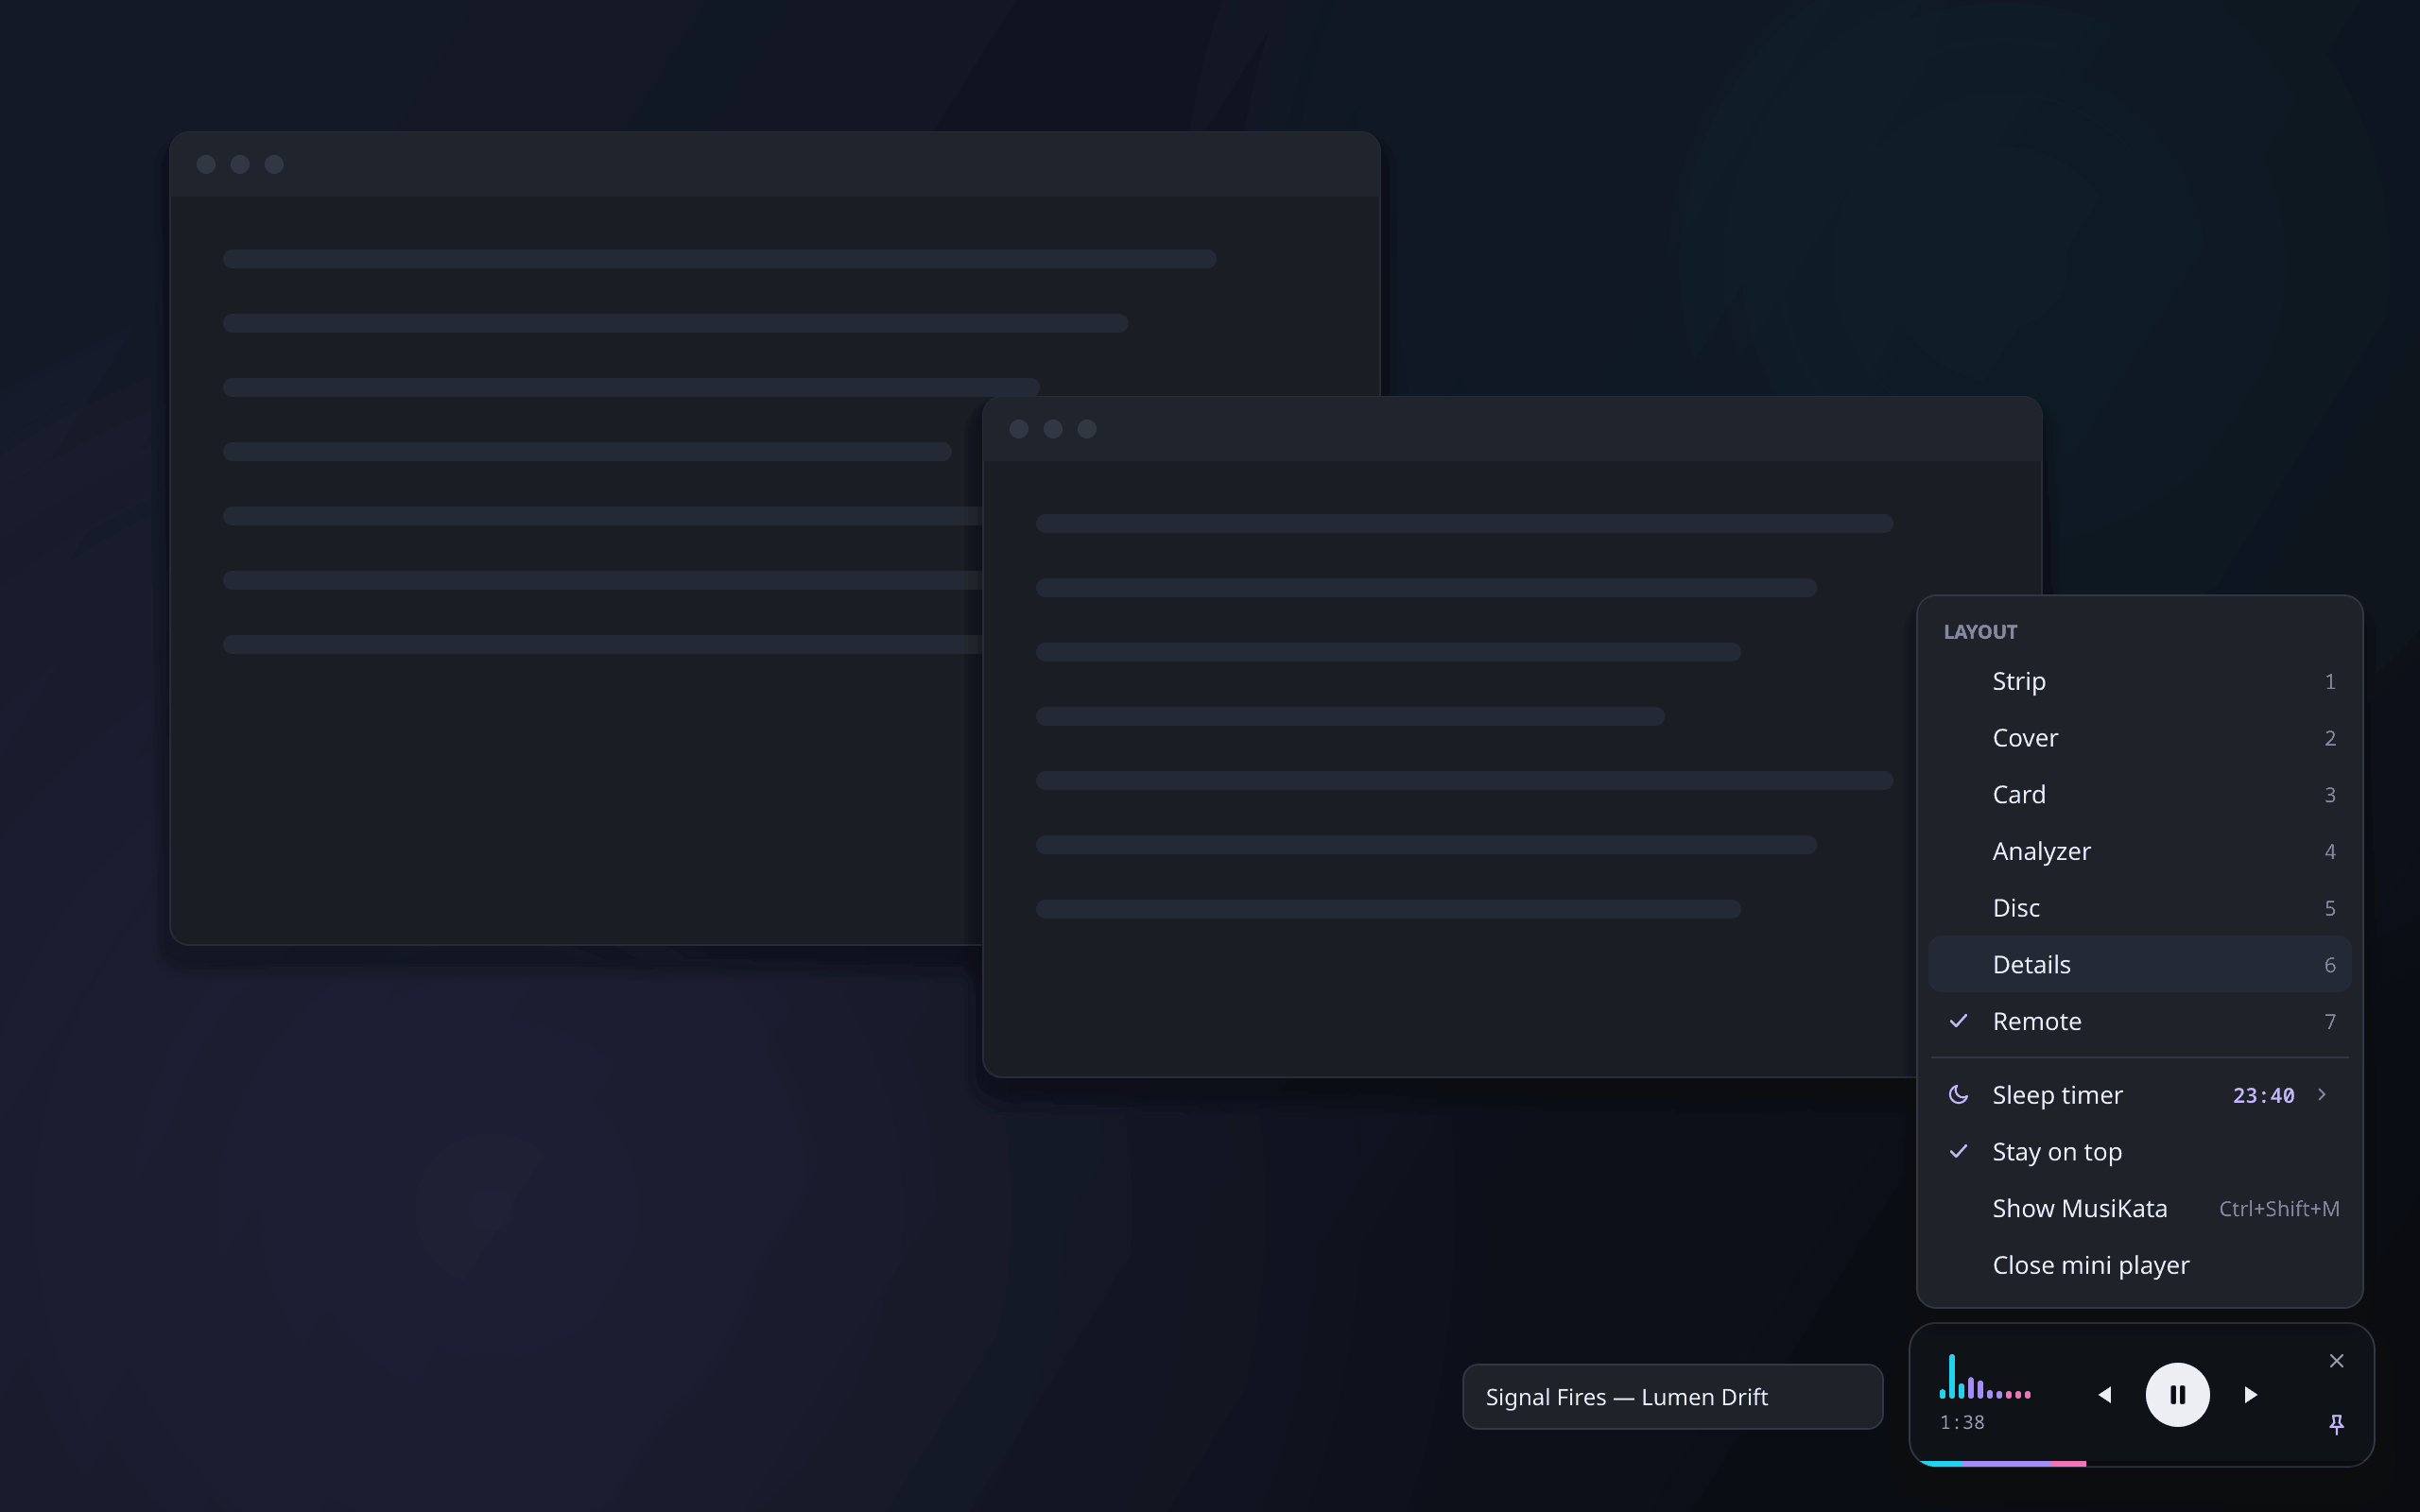 LAYOUT
Strip 1
Cover 2
Card 3
Analyzer 4
Disc 5
Details 6
Remote 7
Sleep timer 23:40
Stay on top
Show MusiKata Ctrl+Shift+M
Close mini player
Signal Fires — Lumen Drift
1:38